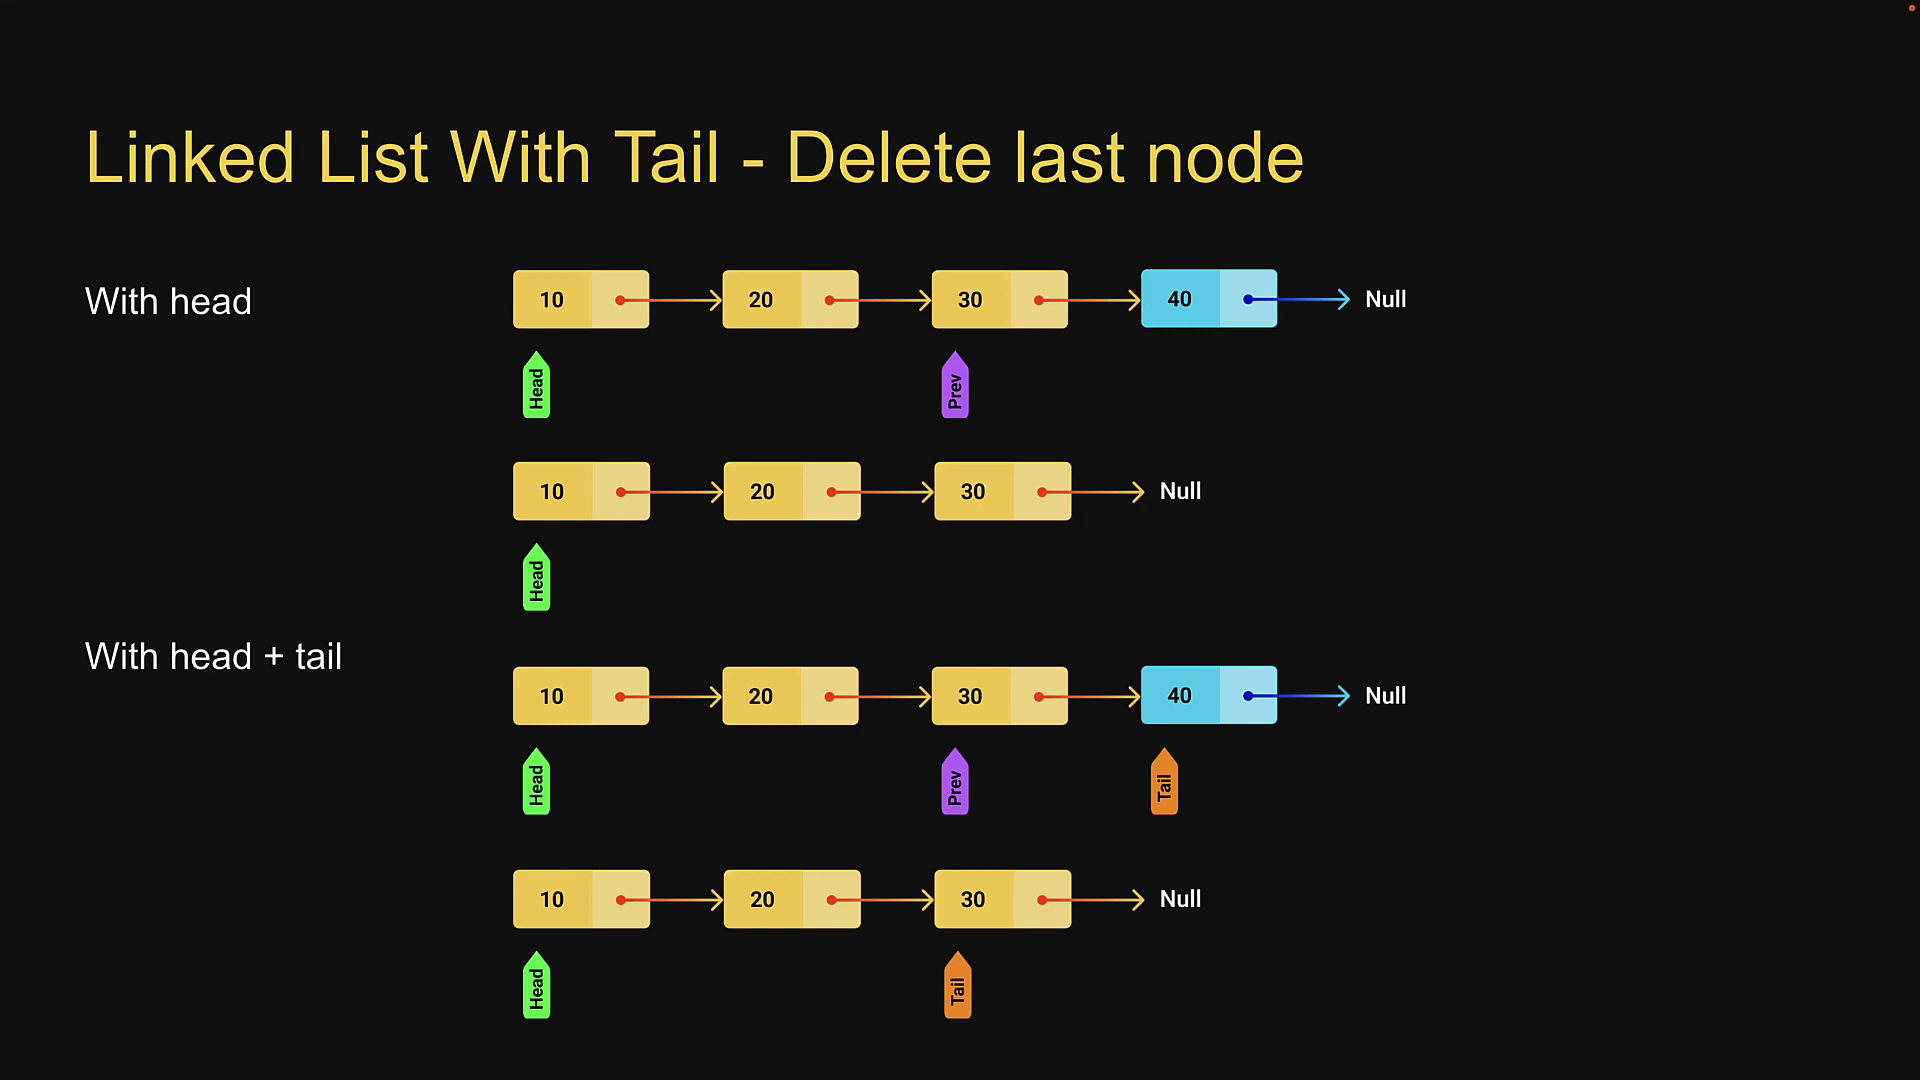 Linked List With Tail - Delete last node
With head
10 20 30 40 Null
Head Prev
10 20 30 Null
Head
With head + tail
10 20 30 40 Null
Head Prev Tail
10 20 30 Null
Head Tail